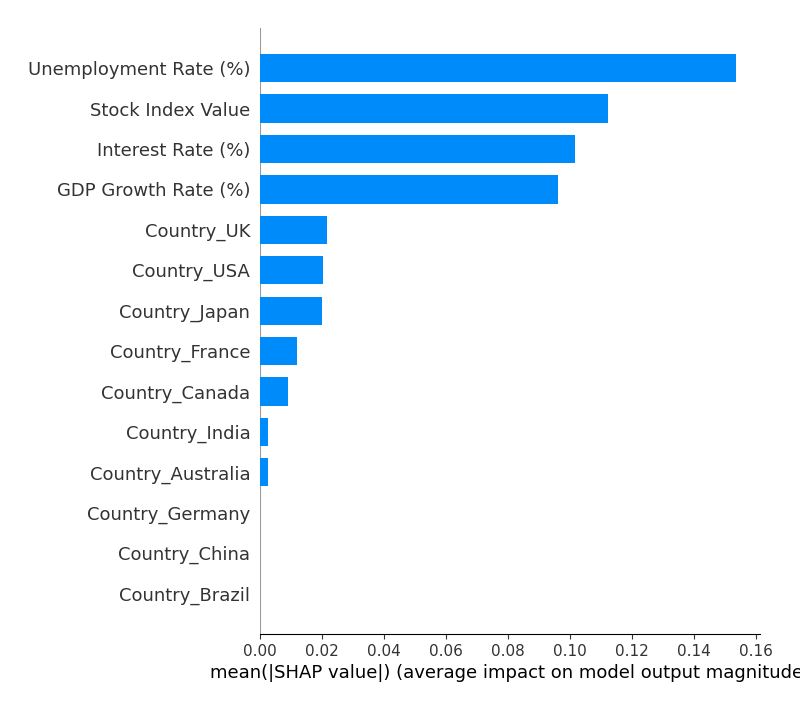 Unemployment Rate (%)
Stock Index Value
Interest Rate (%)
GDP Growth Rate (%)
Country_UK
Country_USA
Country_Japan
Country_France
Country_Canada
Country_India
Country_Australia
Country_Germany
Country_China
Country_Brazil
0.00 0.02 0.04 0.06 0.08 0.10 0.12 0.14 0.16
mean(|SHAP value|) (average impact on model output magnitude